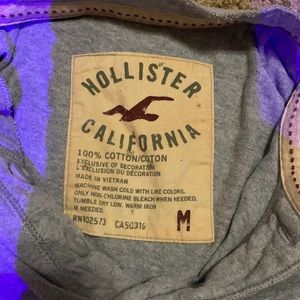 HOLLISTER
CALIFORNIA
100% COTTON/COTON
EXCLUSIVE OF DECORATION
L'EXCLUSION DU DÉCORATION
MADE IN VIETNAM
MACHINE WASH COLD WITH LIKE COLORS.
ONLY NON-CHLORINE BLEACH WHEN NEEDED.
TUMBLE DRY LOW. WARM IRON
IF NEEDED.
RN102573 CA50316 M